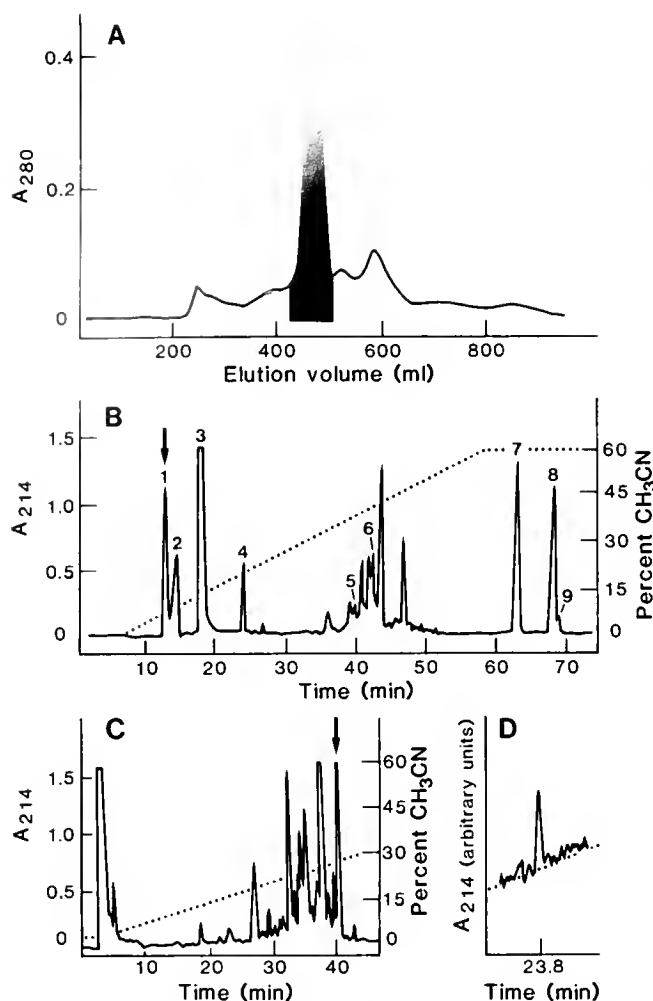 A
0.4
0.2
0
A280
200 400 600 800
Elution volume (ml)
B
1.5
1.0
0.5
0
A214
1 2 3 4 5 6 7 8 9
60
45
30
15
0
Percent CH3CN
10 20 30 40 50 60 70
Time (min)
C
1.5
1.0
0.5
0
A214
60
45
30
15
0
Percent CH3CN
10 20 30 40
Time (min)
D
A214 (arbitrary units)
23.8
Time (min)